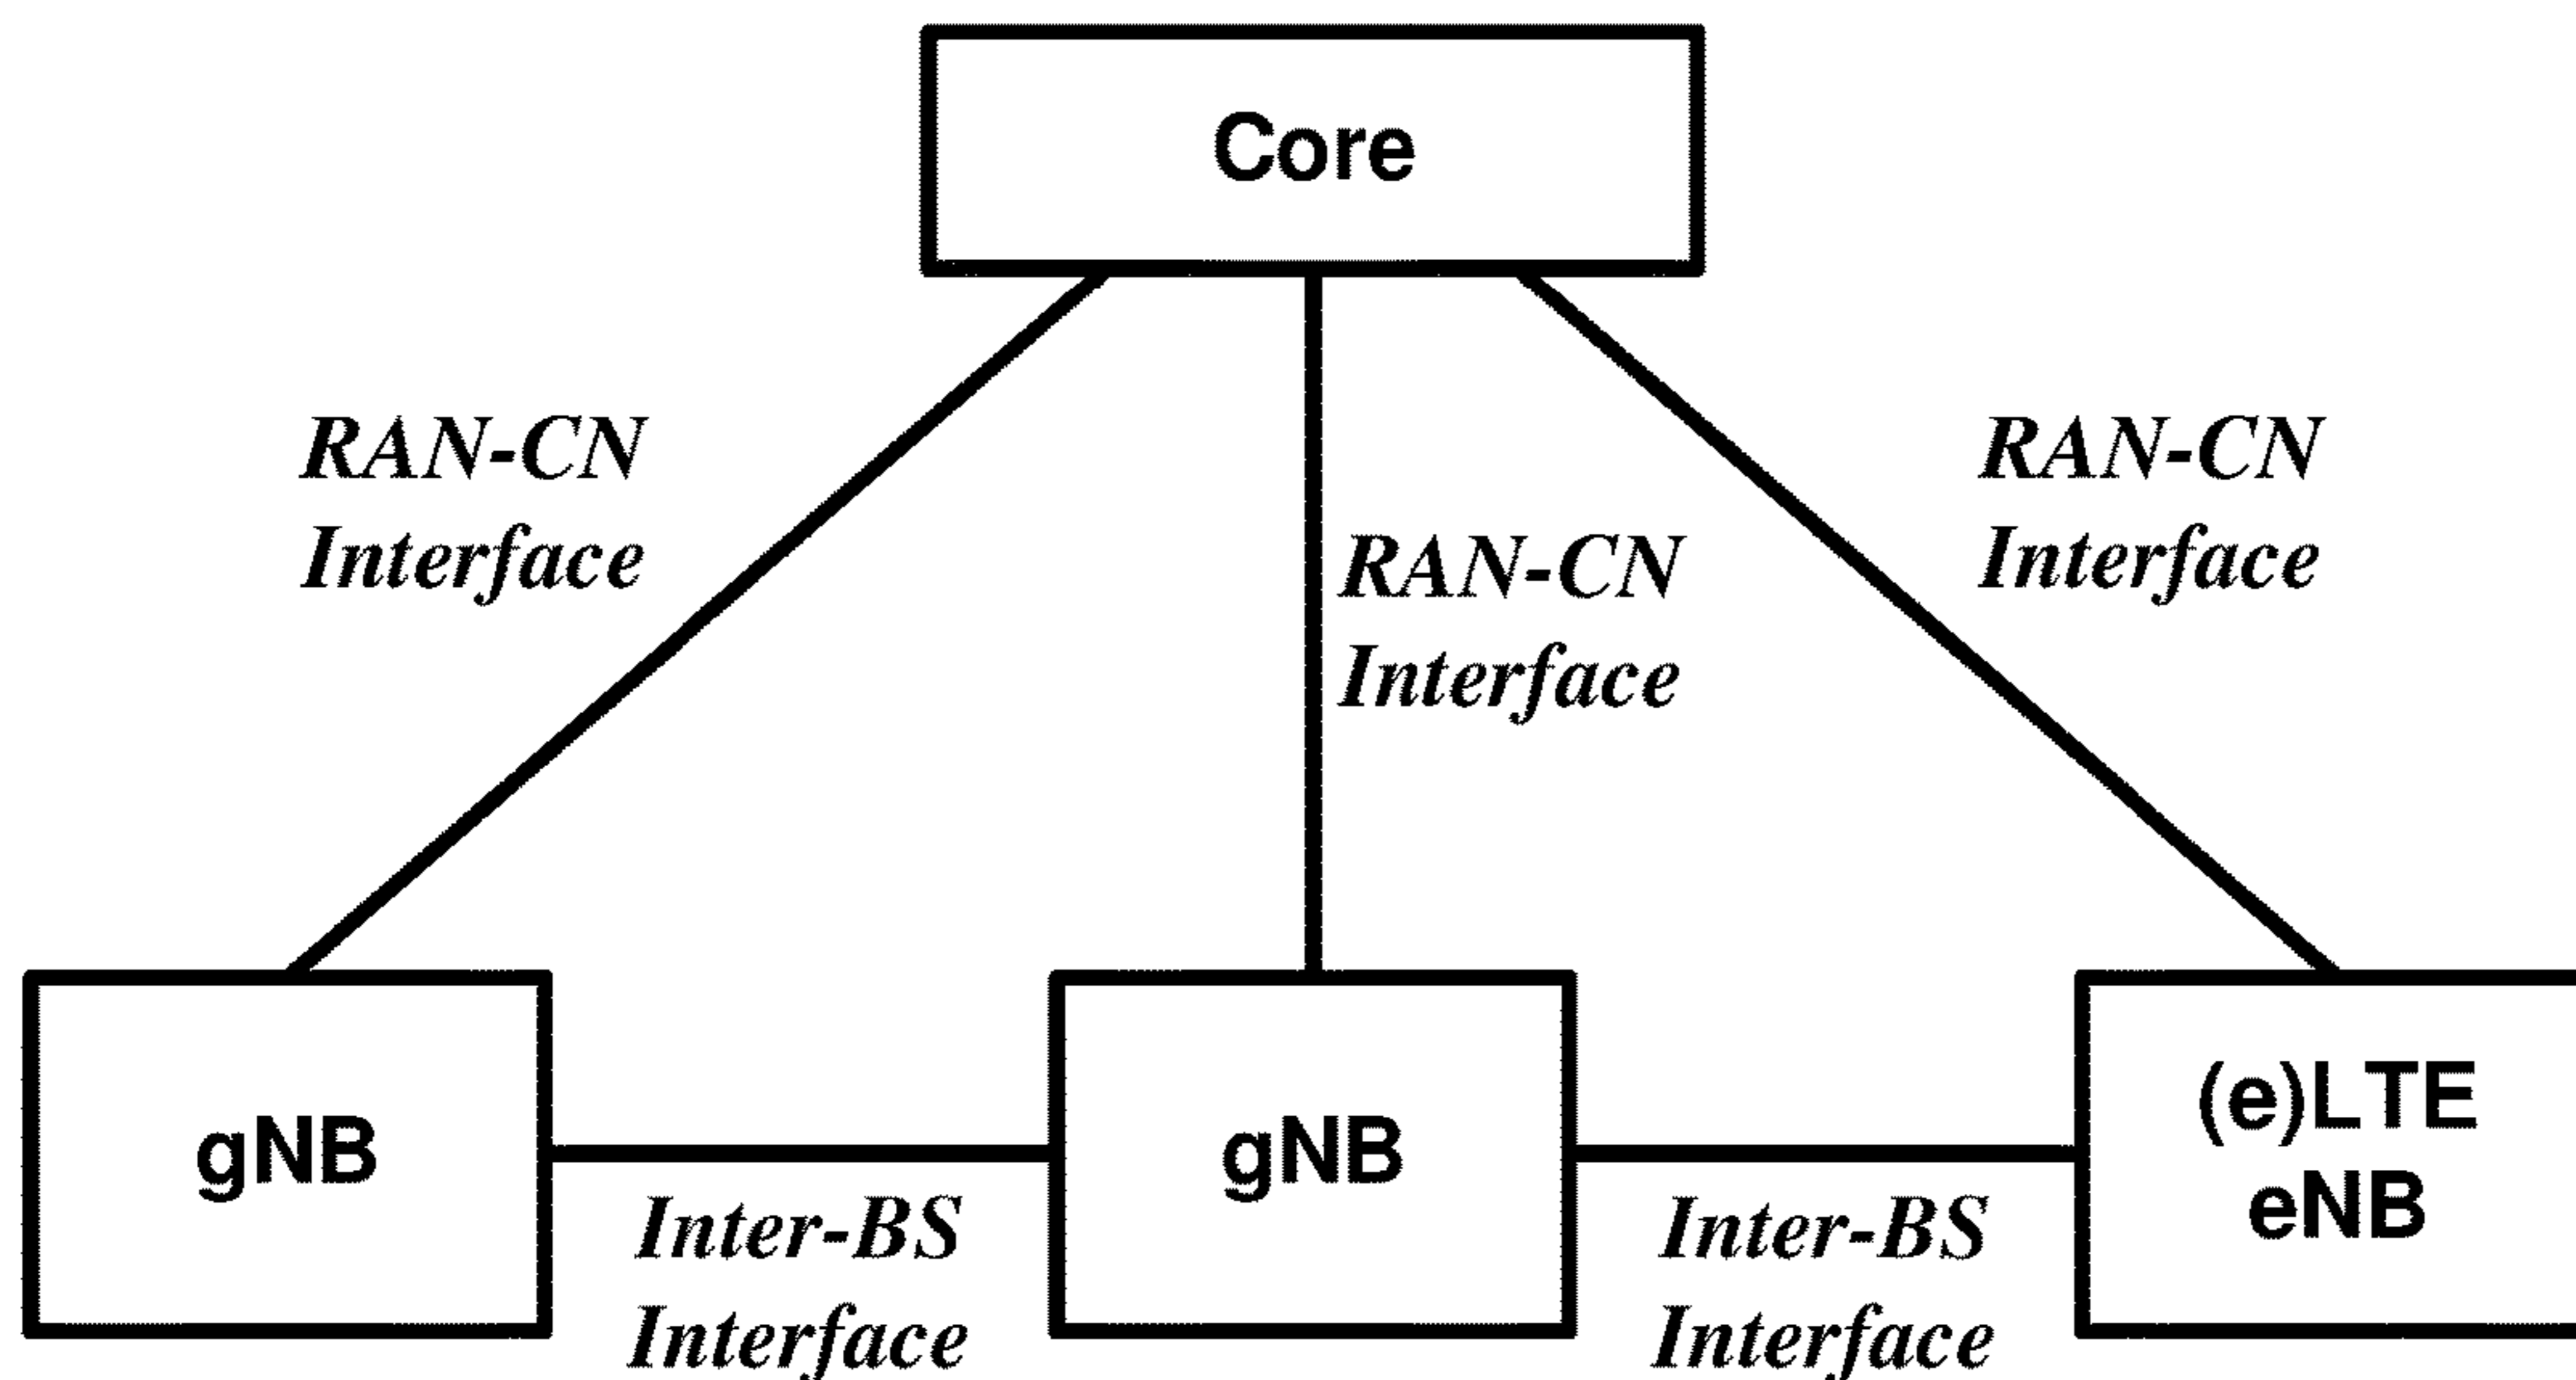 Core
RAN-CN
Interface
RAN-CN
Interface
RAN-CN
Interface
gNB
gNB
(e)LTE
eNB
Inter-BS
Interface
Inter-BS
Interface